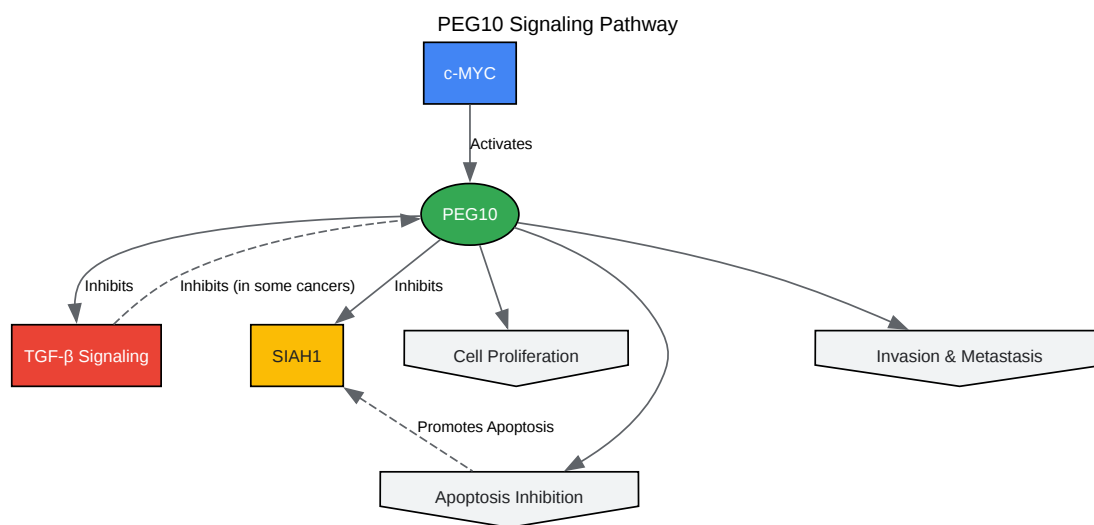 PEG10 Signaling Pathway
c-MYC
Activates
PEG10
Inhibits
Inhibits (in some cancers)
Inhibits
TGF-β Signaling
SIAH1
Cell Proliferation
Invasion & Metastasis
Promotes Apoptosis
Apoptosis Inhibition